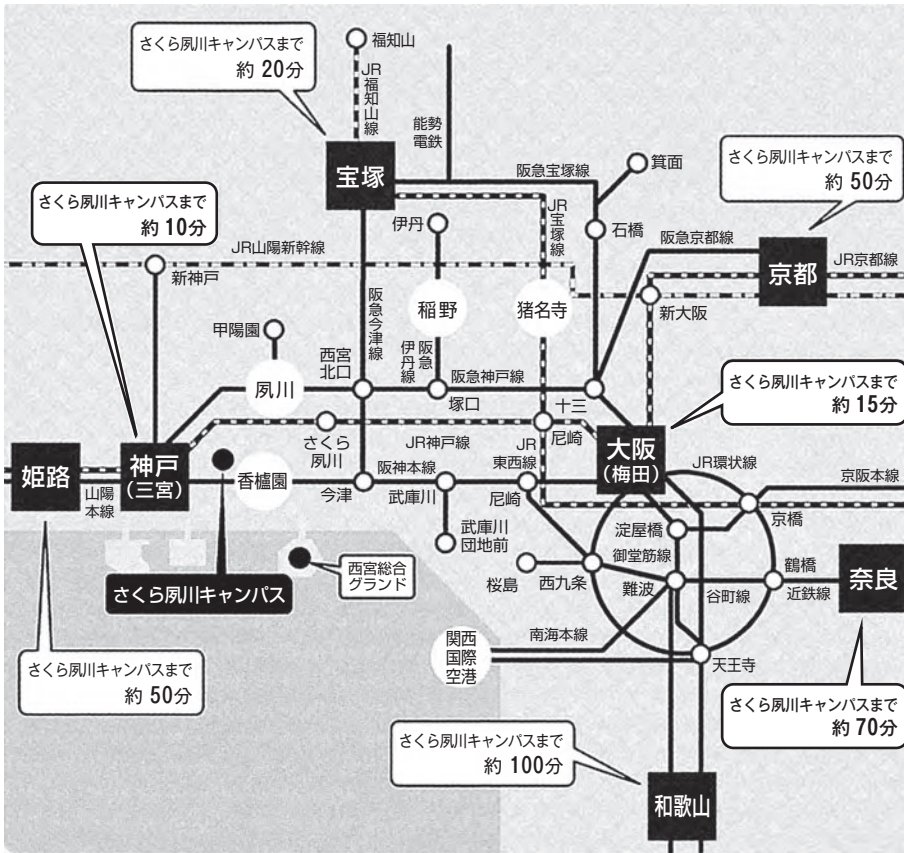 さくら夙川キャンパスまで
約 20分
福知山
JR福知山線
能勢
電鉄
箕面
宝塚
阪急宝塚線
さくら夙川キャンパスまで
約 50分
さくら夙川キャンパスまで
約 10分
伊丹
JR宝塚線
石橋
阪急京都線
京都
JR京都線
JR山陽新幹線
新神戸
阪急今津線
稲野
猪名寺
新大阪
甲陽園
西宮
北口
阪急
伊丹線
夙川
阪急神戸線
塚口
十三
さくら夙川キャンパスまで
約 15分
さくら
夙川
JR神戸線
尼崎
大阪
(梅田)
JR環状線
姫路
神戸
(三宮)
山陽
本線
香櫨園
阪神本線
今津
武庫川
JR
東西線
尼崎
京阪本線
京橋
武庫川
団地前
淀屋橋
西宮総合
グランド
さくら夙川キャンパス
桜島
西九条
御堂筋線
難波
谷町線
鶴橋
近鉄線
奈良
関西
国際
空港
南海本線
天王寺
さくら夙川キャンパスまで
約 50分
さくら夙川キャンパスまで
約 70分
さくら夙川キャンパスまで
約 100分
和歌山